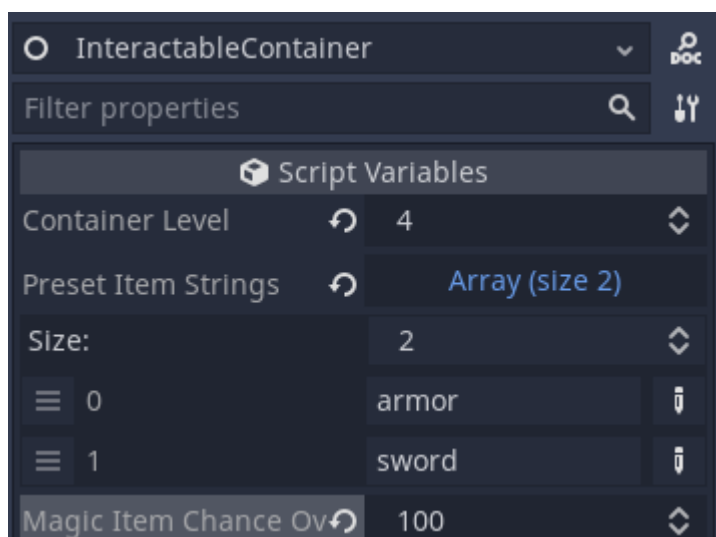 InteractableContainer
DOC
Filter properties
Script Variables
Container Level 4
Preset Item Strings Array (size 2)
Size: 2
0 armor
1 sword
Magic Item Chance Ov 100